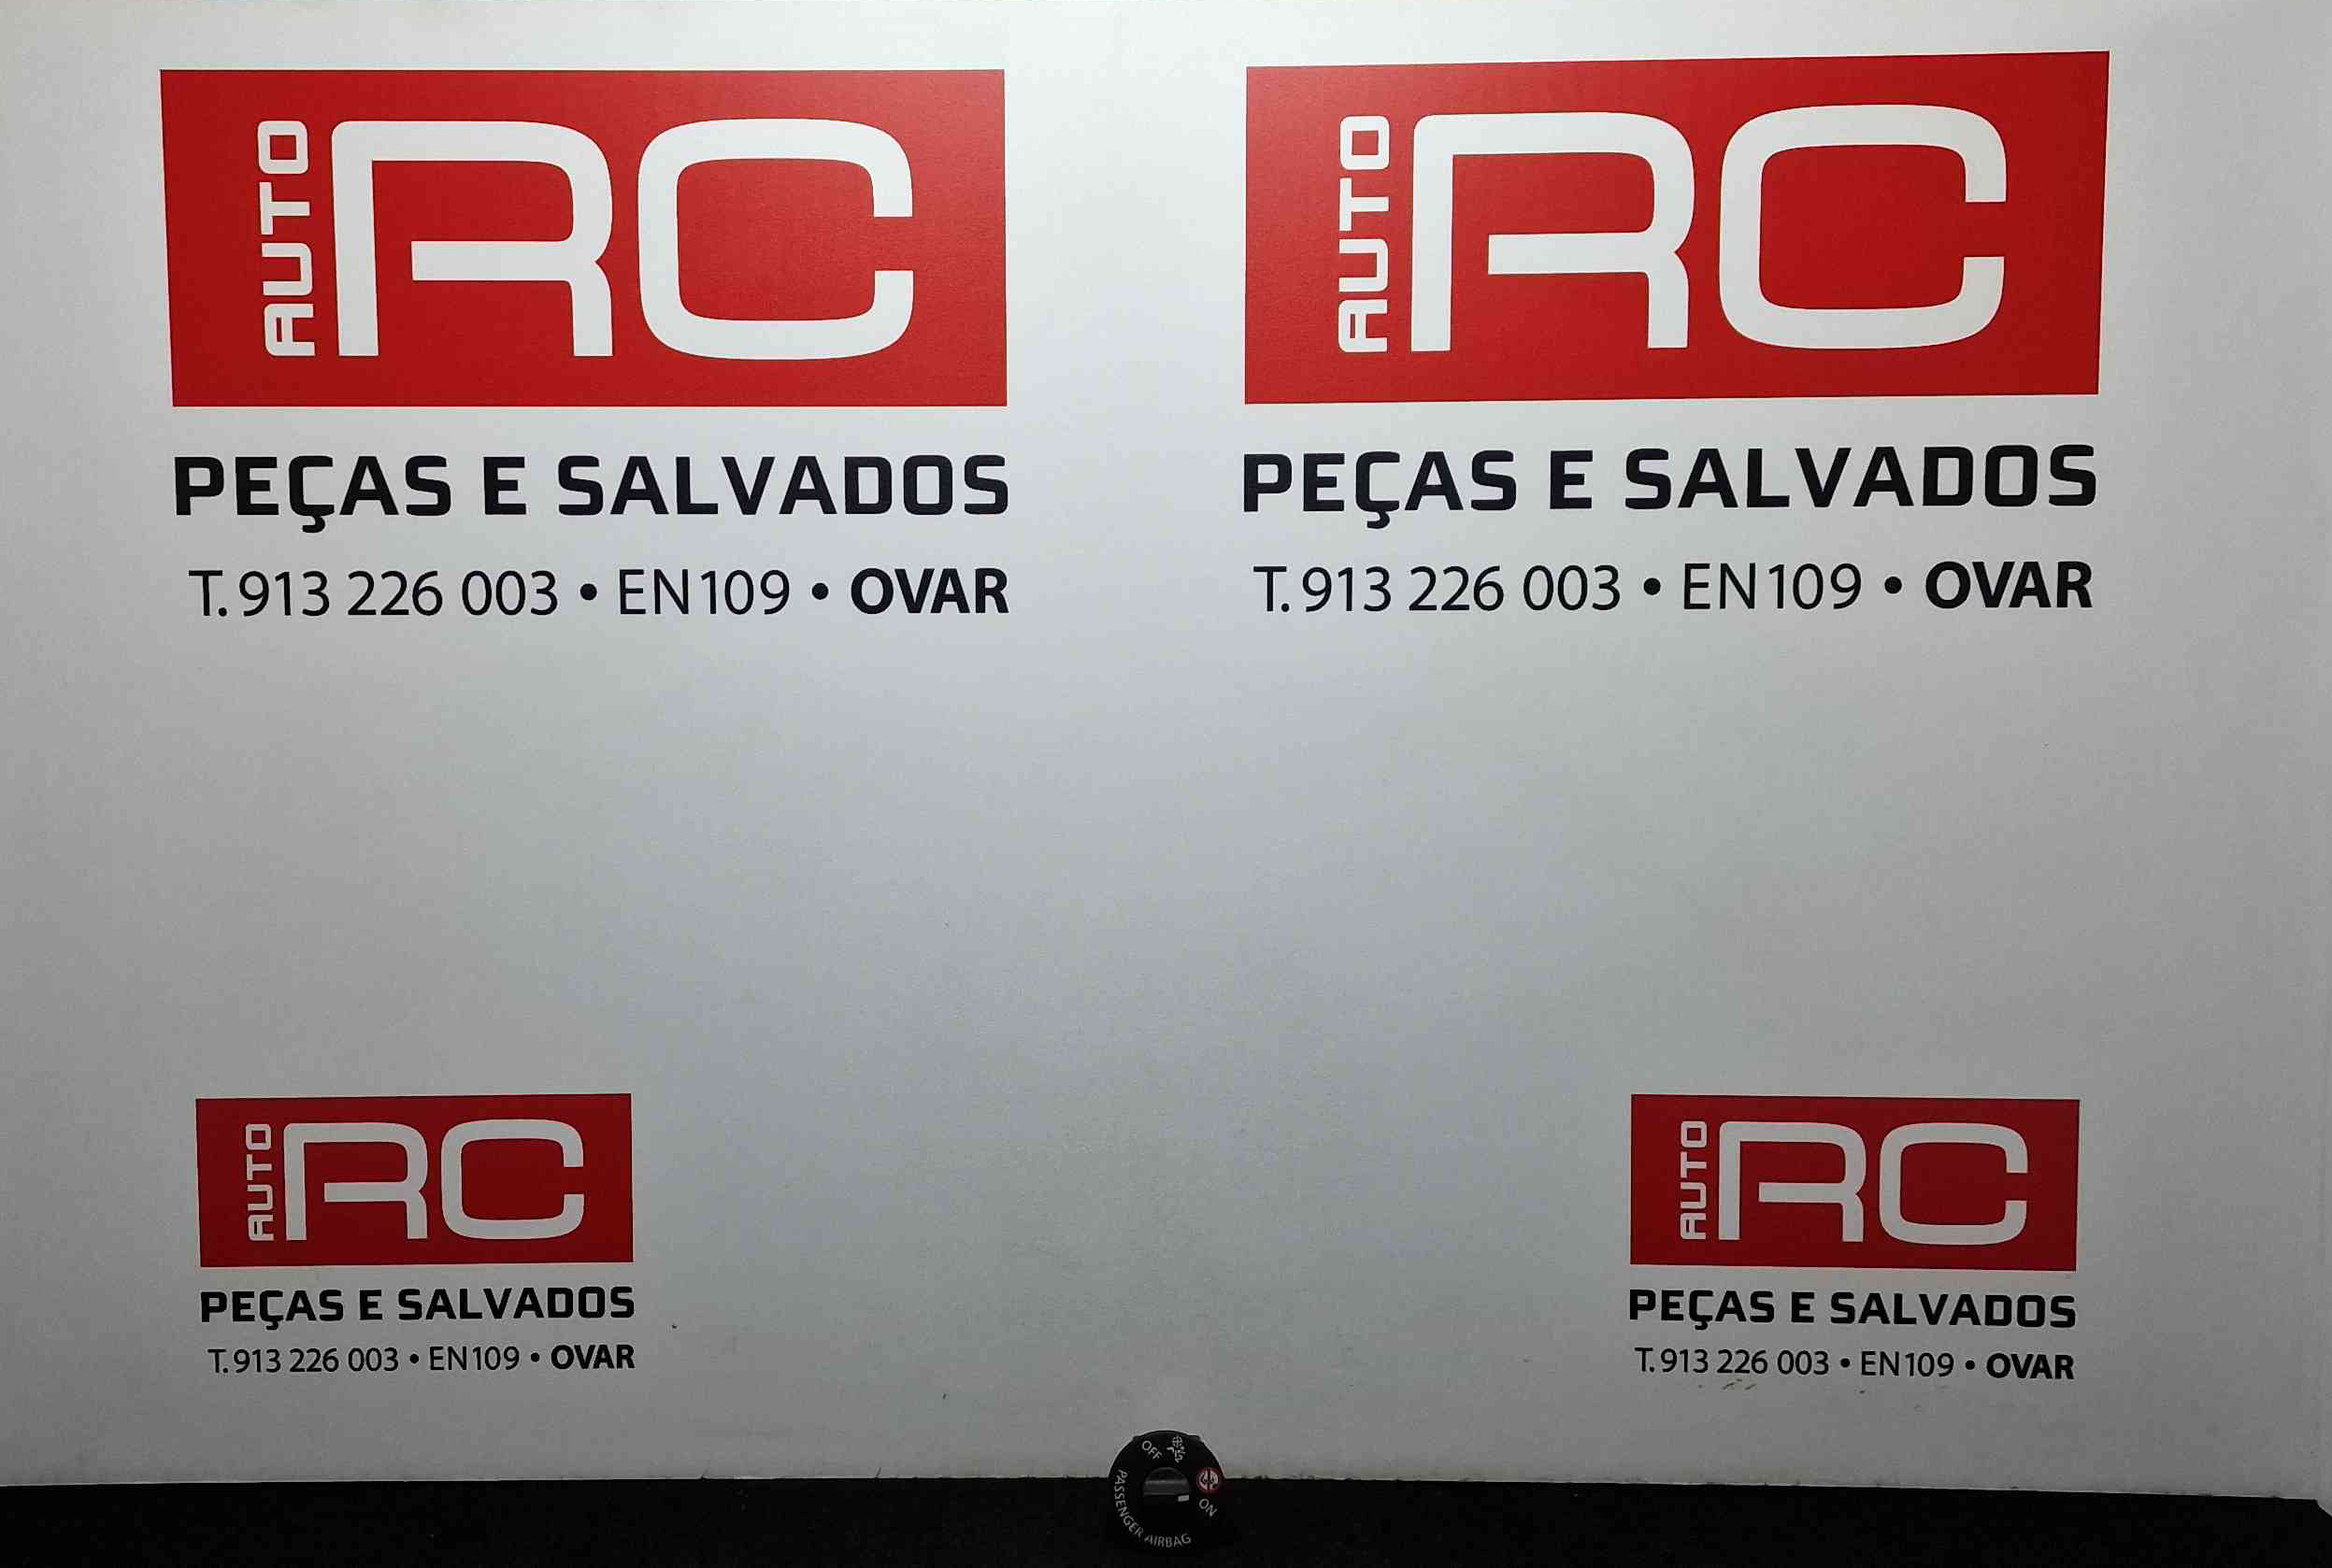 AUTO RC
PEÇAS E SALVADOS
T. 913 226 003 • EN109 • OVAR
AUTO RC
PEÇAS E SALVADOS
T. 913 226 003 • EN109 • OVAR
AUTO RC
PEÇAS E SALVADOS
T. 913 226 003 • EN109 • OVAR
AUTO RC
PEÇAS E SALVADOS
T. 913 226 003 • EN109 • OVAR
OFF
ON
PASSENGER AIRBAG